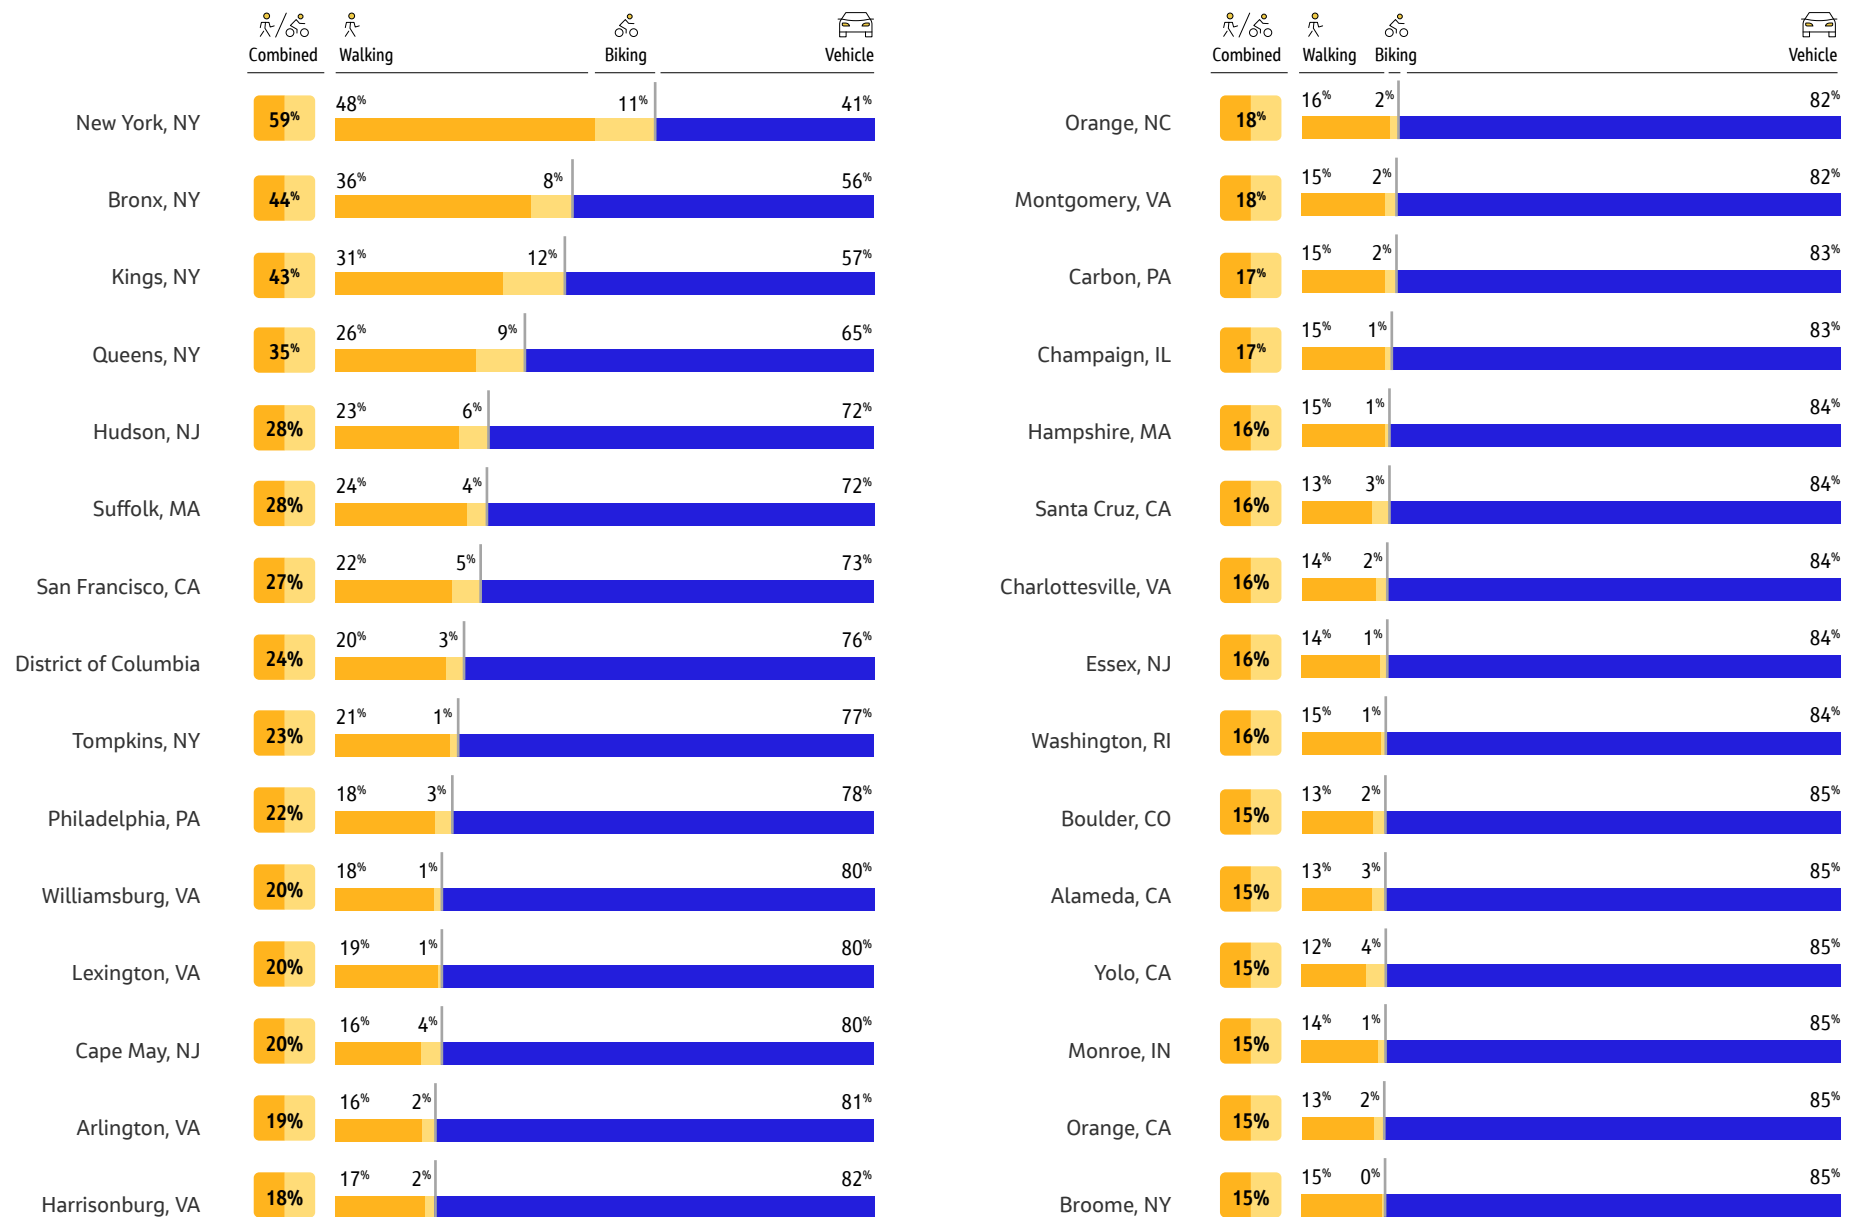 Combined Walking Biking Vehicle
New York, NY 59% 48% 11% 41%
Bronx, NY 44% 36% 8% 56%
Kings, NY 43% 31% 12% 57%
Queens, NY 35% 26% 9% 65%
Hudson, NJ 28% 23% 6% 72%
Suffolk, MA 28% 24% 4% 72%
San Francisco, CA 27% 22% 5% 73%
District of Columbia 24% 20% 3% 76%
Tompkins, NY 23% 21% 1% 77%
Philadelphia, PA 22% 18% 3% 78%
Williamsburg, VA 20% 18% 1% 80%
Lexington, VA 20% 19% 1% 80%
Cape May, NJ 20% 16% 4% 80%
Arlington, VA 19% 16% 2% 81%
Harrisonburg, VA 18% 17% 2% 82%
Combined Walking Biking Vehicle
Orange, NC 18% 16% 2% 82%
Montgomery, VA 18% 15% 2% 82%
Carbon, PA 17% 15% 2% 83%
Champaign, IL 17% 15% 1% 83%
Hampshire, MA 16% 15% 1% 84%
Santa Cruz, CA 16% 13% 3% 84%
Charlottesville, VA 16% 14% 2% 84%
Essex, NJ 16% 14% 1% 84%
Washington, RI 16% 15% 1% 84%
Boulder, CO 15% 13% 2% 85%
Alameda, CA 15% 13% 3% 85%
Yolo, CA 15% 12% 4% 85%
Monroe, IN 15% 14% 1% 85%
Orange, CA 15% 13% 2% 85%
Broome, NY 15% 15% 0% 85%